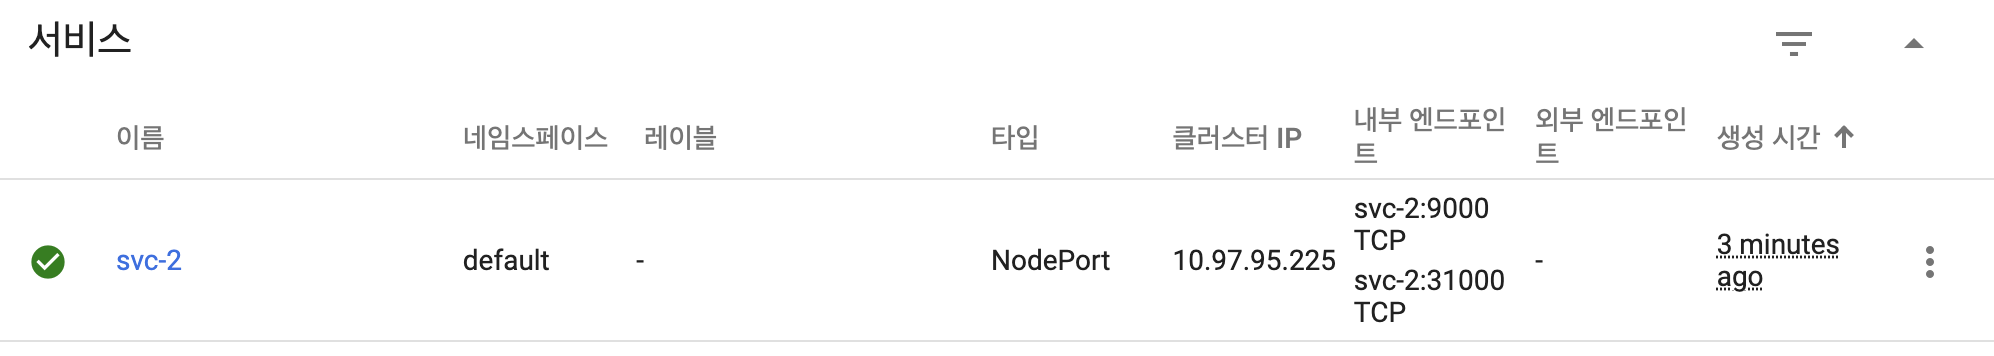 서비스
이름 네임스페이스 레이블 타입 클러스터 IP 내부 엔드포인트 외부 엔드포인트 생성 시간
svc-2 default - NodePort 10.97.95.225 svc-2:9000 TCP svc-2:31000 TCP - 3 minutes ago